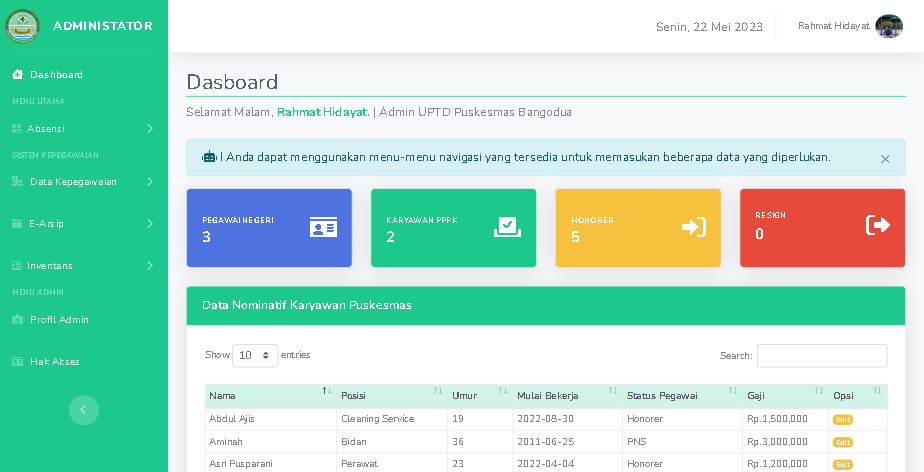 ADMINISTATOR
Senin, 22 Mei 2023
Rahmat Hidayat
Dashboard
MENU UTAMA
Absensi
SISTEM KEPEGAWAIAN
Data Kepegawaian
E-Arsip
Inventaris
MENU ADMIN
Profil Admin
Hak Akses
Dasboard
Selamat Malam, Rahmat Hidayat. | Admin UPTD Puskesmas Bangodua
| Anda dapat menggunakan menu-menu navigasi yang tersedia untuk memasukan beberapa data yang diperlukan. ×
PEGAWAI NEGERI
3
KARYAWAN PPPK
2
HONORER
5
RESIGN
0
Data Nominatif Karyawan Puskesmas
Show 10 entries
Search:
Nama Posisi Umur Mulai Bekerja Status Pegawai Gaji Opsi
Abdul Ajis Cleaning Service 19 2022-08-30 Honorer Rp.1,500,000 Edit
Aminah Bidan 36 2011-06-25 PNS Rp.3,000,000 Edit
Asri Pusparani Perawat 23 2022-04-04 Honorer Rp.1,200,000 Edit